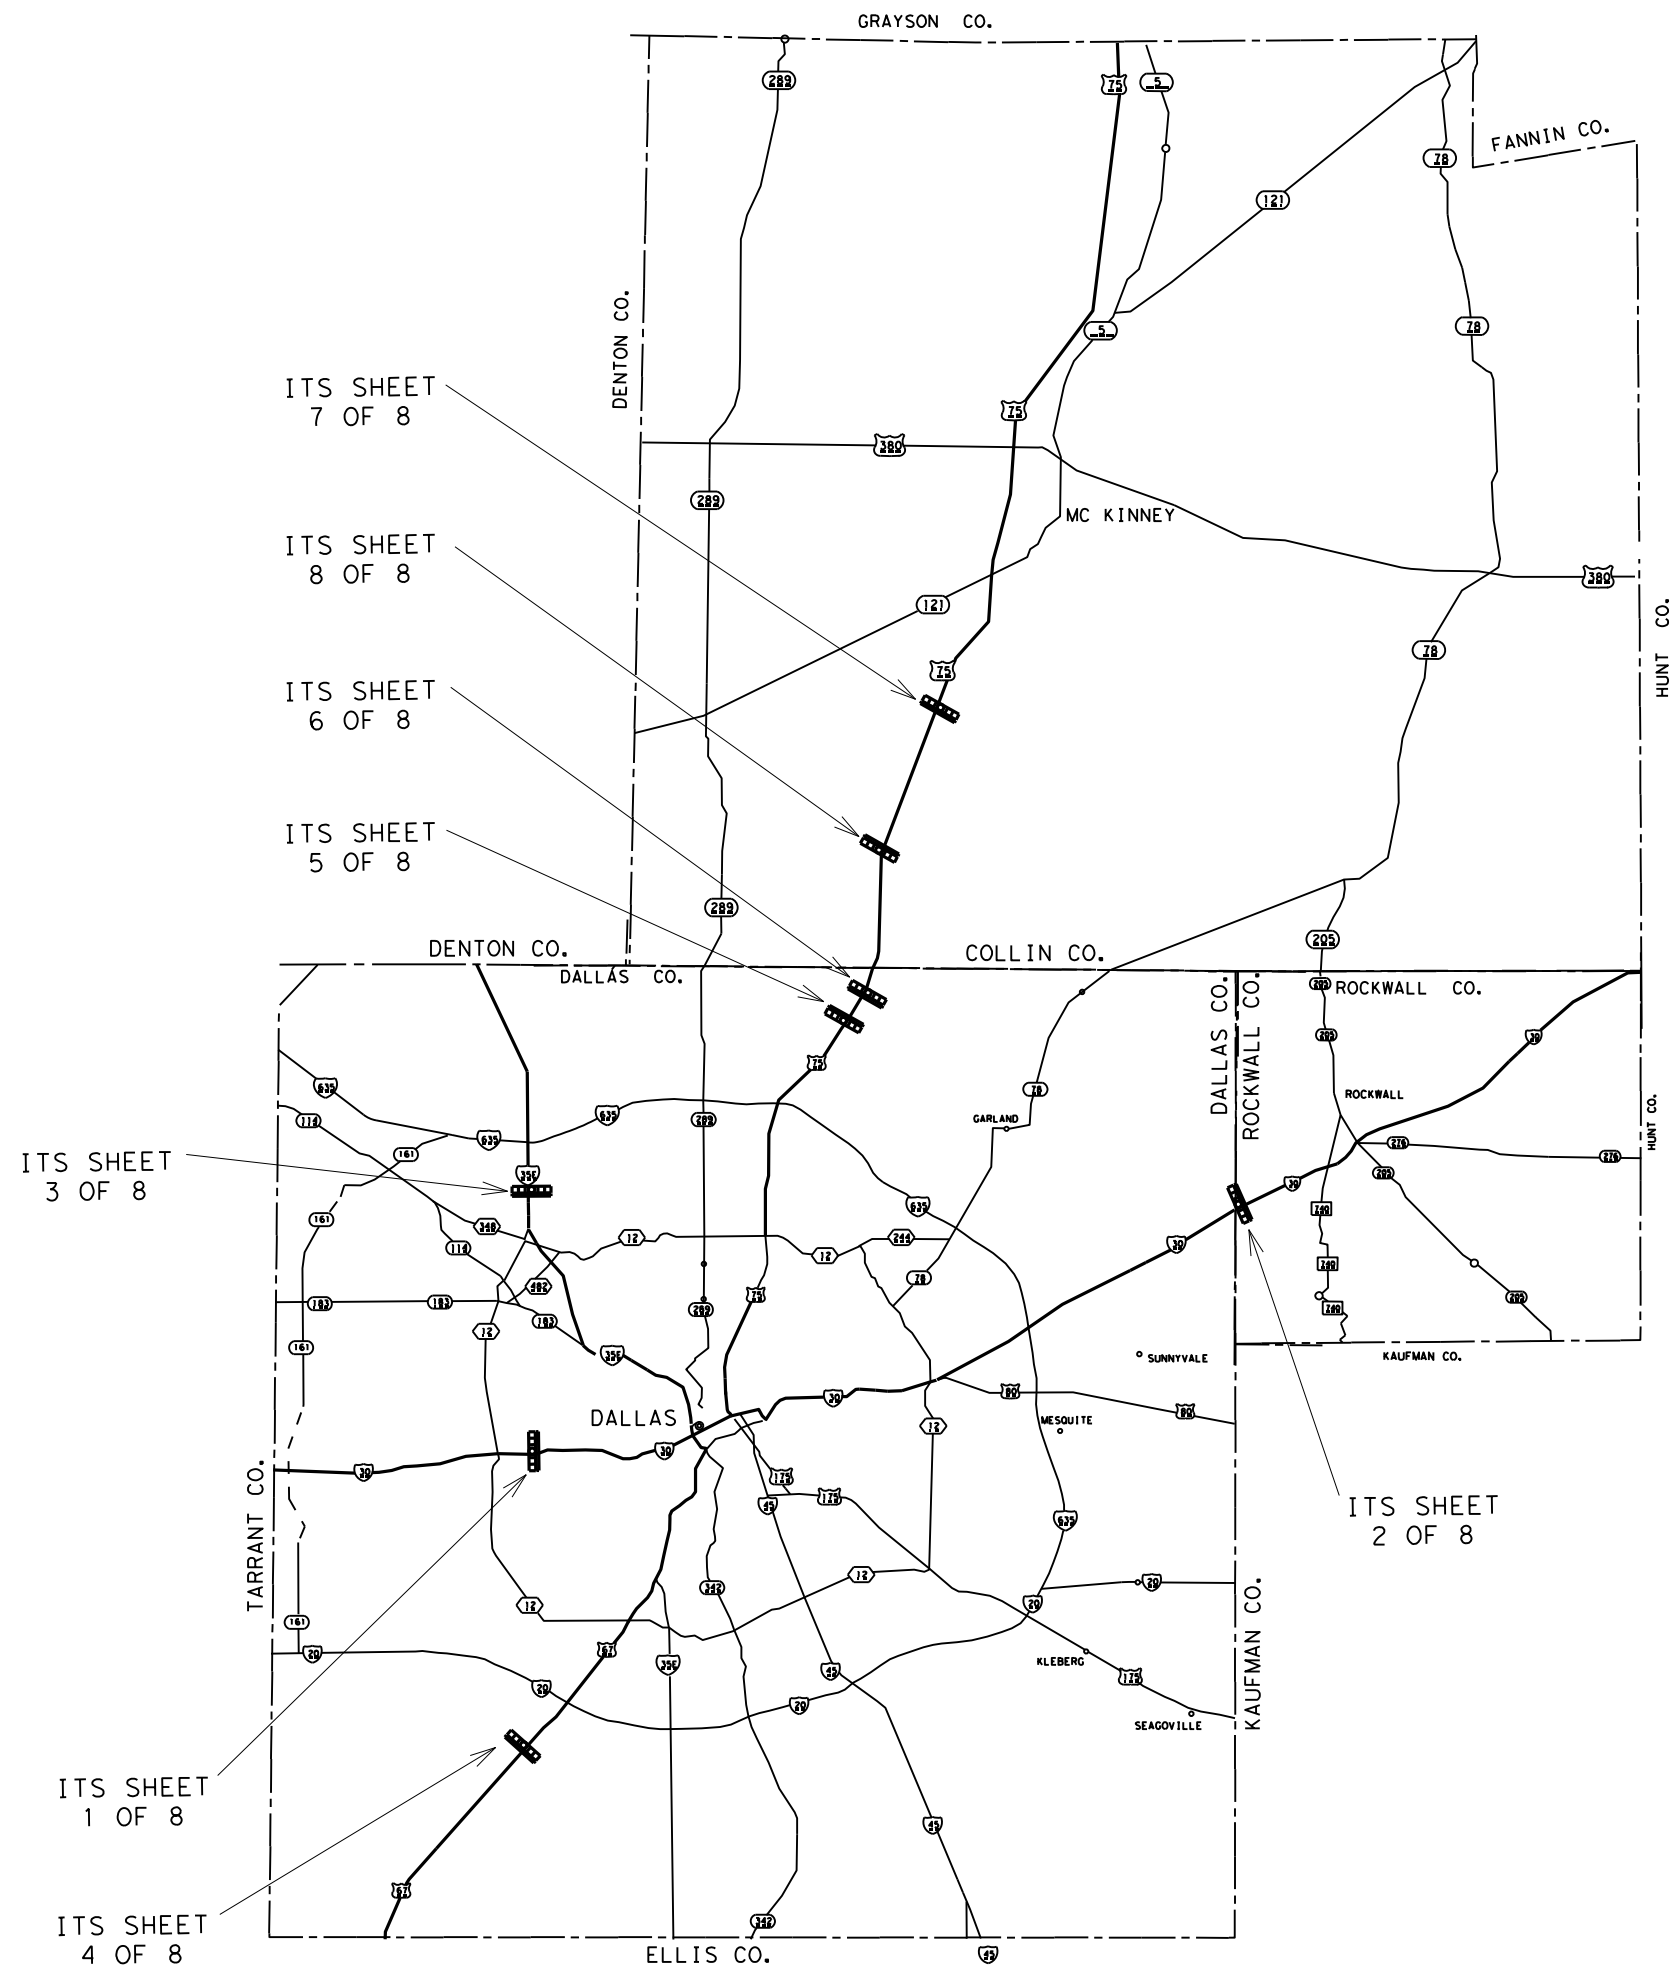 GRAYSON CO.
289
75
5
78
FANNIN CO.
121
DENTON CO.
78
5
ITS SHEET
7 OF 8
75
380
289
MC KINNEY
ITS SHEET
8 OF 8
380
121
HUNT CO.
78
75
ITS SHEET
6 OF 8
ITS SHEET
5 OF 8
289
205
DENTON CO.
COLLIN CO.
DALLAS CO.
DALLAS CO.
ROCKWALL CO.
205
ROCKWALL CO.
205
30
75
635
635
78
ROCKWALL
HUNT CO.
114
289
GARLAND
635
161
276
276
ITS SHEET
3 OF 8
35E
205
30
635
740
161
348
12
244
30
114
12
740
78
482
75
205
183
183
289
740
183
12
161
35E
SUNNYVALE
KAUFMAN CO.
30
80
80
DALLAS
MESQUITE
12
30
30
175
TARRANT CO.
175
45
635
ITS SHEET
2 OF 8
12
20
342
12
20
161
KAUFMAN CO.
20
67
35E
KLEBERG
45
175
20
20
SEAGOVILLE
ITS SHEET
1 OF 8
45
67
ITS SHEET
4 OF 8
342
ELLIS CO.
45